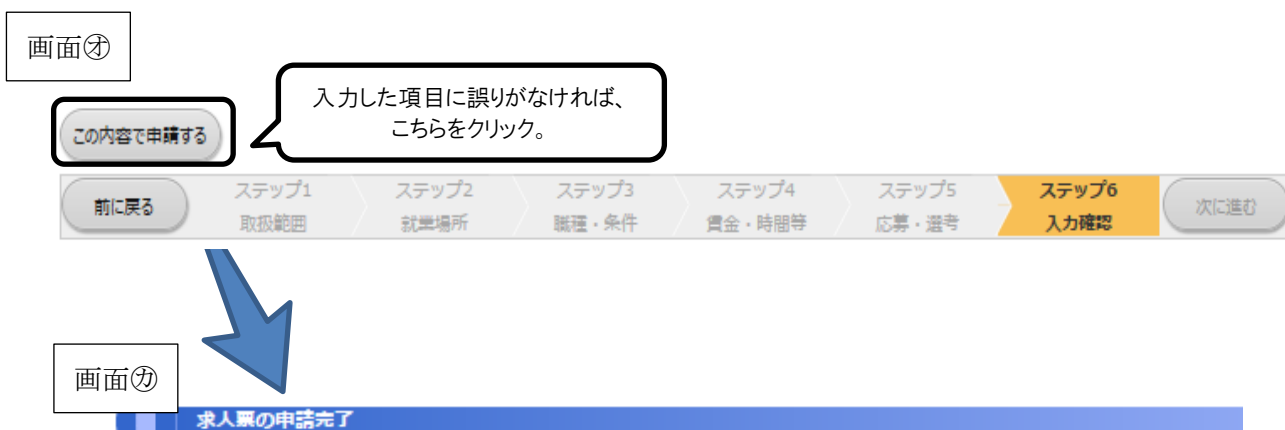 画面㋔
入力した項目に誤りがなければ、
こちらをクリック。
この内容で申請する
前に戻る
ステップ1
取扱範囲
ステップ2
就業場所
ステップ3
職種・条件
ステップ4
賃金・時間等
ステップ5
応募・選考
ステップ6
入力確認
次に進む
画面㋕
求人票の申請完了